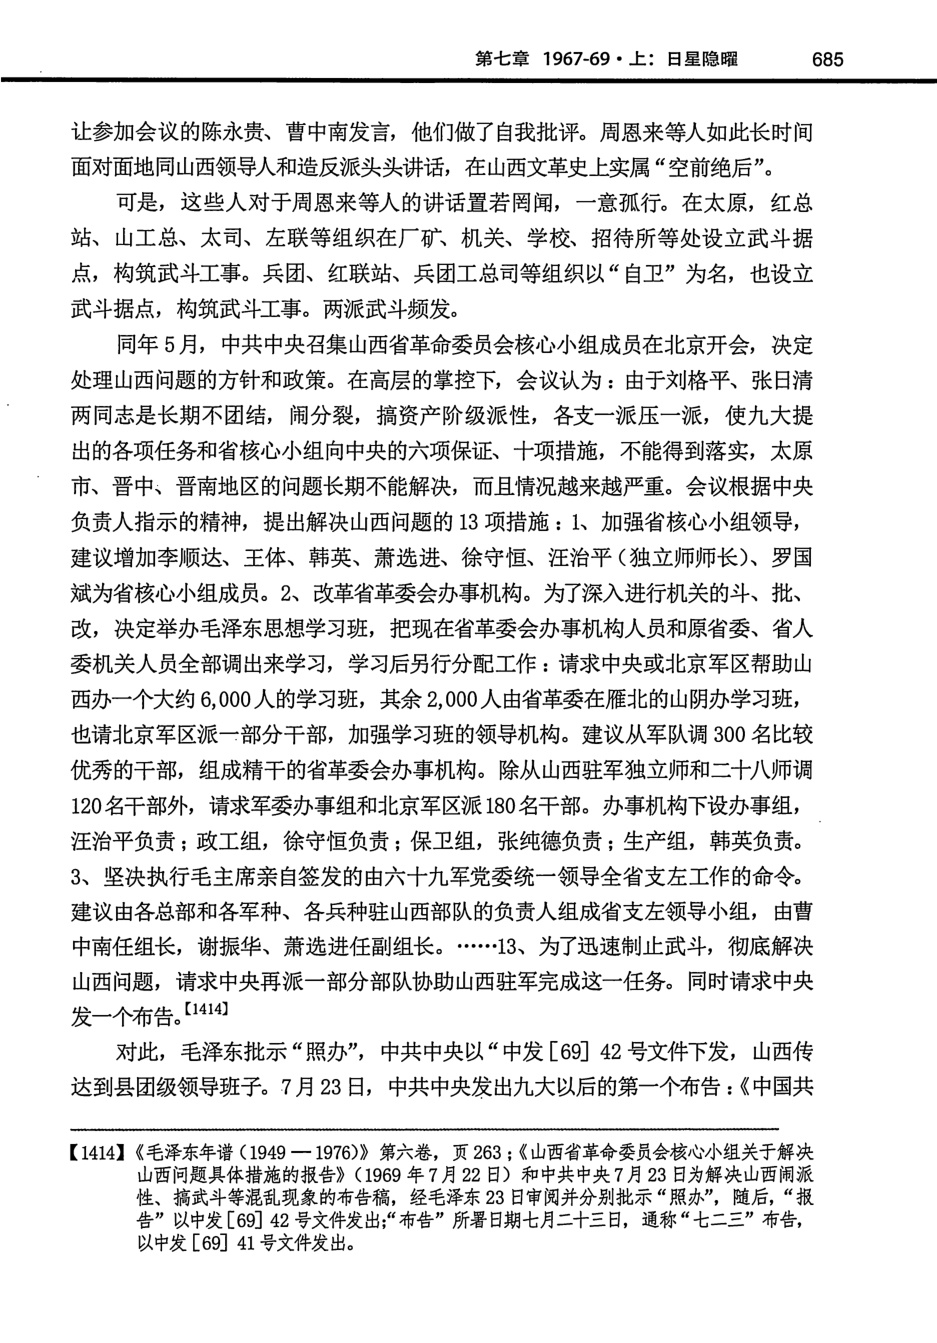 第七章 1967-69·上：日星隐曜 685
让参加会议的陈永贵、曹中南发言，他们做了自我批评。周恩来等人如此长时间
面对面地同山西领导人和造反派头头讲话，在山西文革史上实属“空前绝后”。
可是，这些人对于周恩来等人的讲话置若罔闻，一意孤行。在太原，红总
站、山工总、太司、左联等组织在厂矿、机关、学校、招待所等处设立武斗据
点，构筑武斗工事。兵团、红联站、兵团工总司等组织以“自卫”为名，也设立
武斗据点，构筑武斗工事。两派武斗频发。
同年5月，中共中央召集山西省革命委员会核心小组成员在北京开会，决定
处理山西问题的方针和政策。在高层的掌控下，会议认为：由于刘格平、张日清
两同志是长期不团结，闹分裂，搞资产阶级派性，各支一派压一派，使九大提
出的各项任务和省核心小组向中央的六项保证、十项措施，不能得到落实，太原
市、晋中、晋南地区的问题长期不能解决，而且情况越来越严重。会议根据中央
负责人指示的精神，提出解决山西问题的13项措施：1、加强省核心小组领导，
建议增加李顺达、王体、韩英、萧选进、徐守恒、汪治平（独立师师长）、罗国
斌为省核心小组成员。2、改革省革委会办事机构。为了深入进行机关的斗、批、
改，决定举办毛泽东思想学习班，把现在省革委会办事机构人员和原省委、省人
委机关人员全部调出来学习，学习后另行分配工作：请求中央或北京军区帮助山
西办一个大约6,000人的学习班，其余2,000人由省革委在雁北的山阴办学习班，
也请北京军区派一部分干部，加强学习班的领导机构。建议从军队调300名比较
优秀的干部，组成精干的省革委会办事机构。除从山西驻军独立师和二十八师调
120名干部外，请求军委办事组和北京军区派180名干部。办事机构下设办事组，
汪治平负责；政工组，徐守恒负责；保卫组，张纯德负责；生产组，韩英负责。
3、坚决执行毛主席亲自签发的由六十九军党委统一领导全省支左工作的命令。
建议由各总部和各军种、各兵种驻山西部队的负责人组成省支左领导小组，由曹
中南任组长，谢振华、萧选进任副组长。……13、为了迅速制止武斗，彻底解决
山西问题，请求中央再派一部分部队协助山西驻军完成这一任务。同时请求中央
发一个布告。【1414】
对此，毛泽东批示“照办”，中共中央以“中发［69］42号文件下发，山西传
达到县团级领导班子。7月23日，中共中央发出九大以后的第一个布告：《中国共
【1414】《毛泽东年谱（1949一1976）》第六卷，页263；《山西省革命委员会核心小组关于解决
山西问题具体措施的报告》（1969年7月22日）和中共中央7月23日为解决山西闹派
性、搞武斗等混乱现象的布告稿，经毛泽东23日审阅并分别批示“照办”，随后，“报
告”以中发［69］42号文件发出；“布告”所署日期七月二十三日，通称“七二三”布告，
以中发［69］41号文件发出。